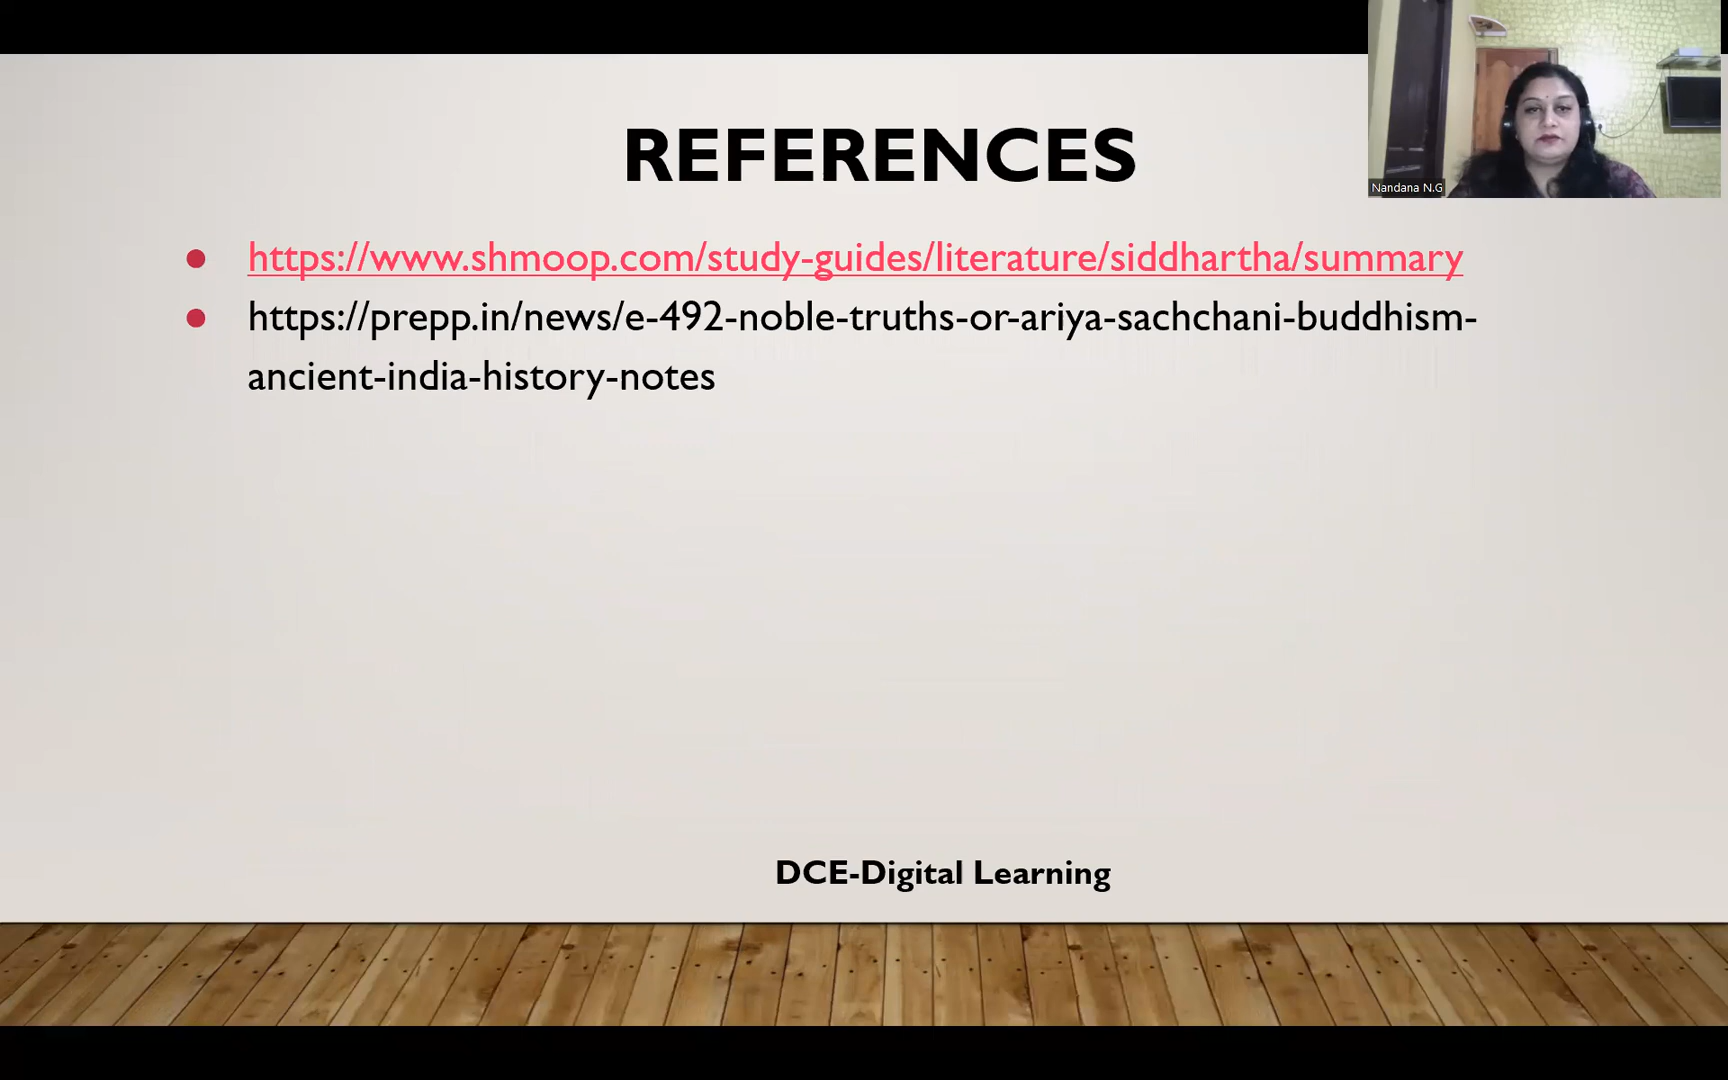 Nandana N.G
REFERENCES
https://www.shmoop.com/study-guides/literature/siddhartha/summary
https://prepp.in/news/e-492-noble-truths-or-ariya-sachchani-buddhism-
ancient-india-history-notes
DCE-Digital Learning